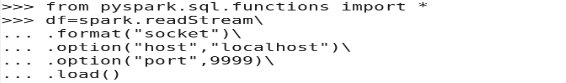 >>> from pyspark.sql.functions import *
>>> df=spark.readStream\
... .format("socket")\
... .option("host","localhost")\
... .option("port",9999)\
... .load()